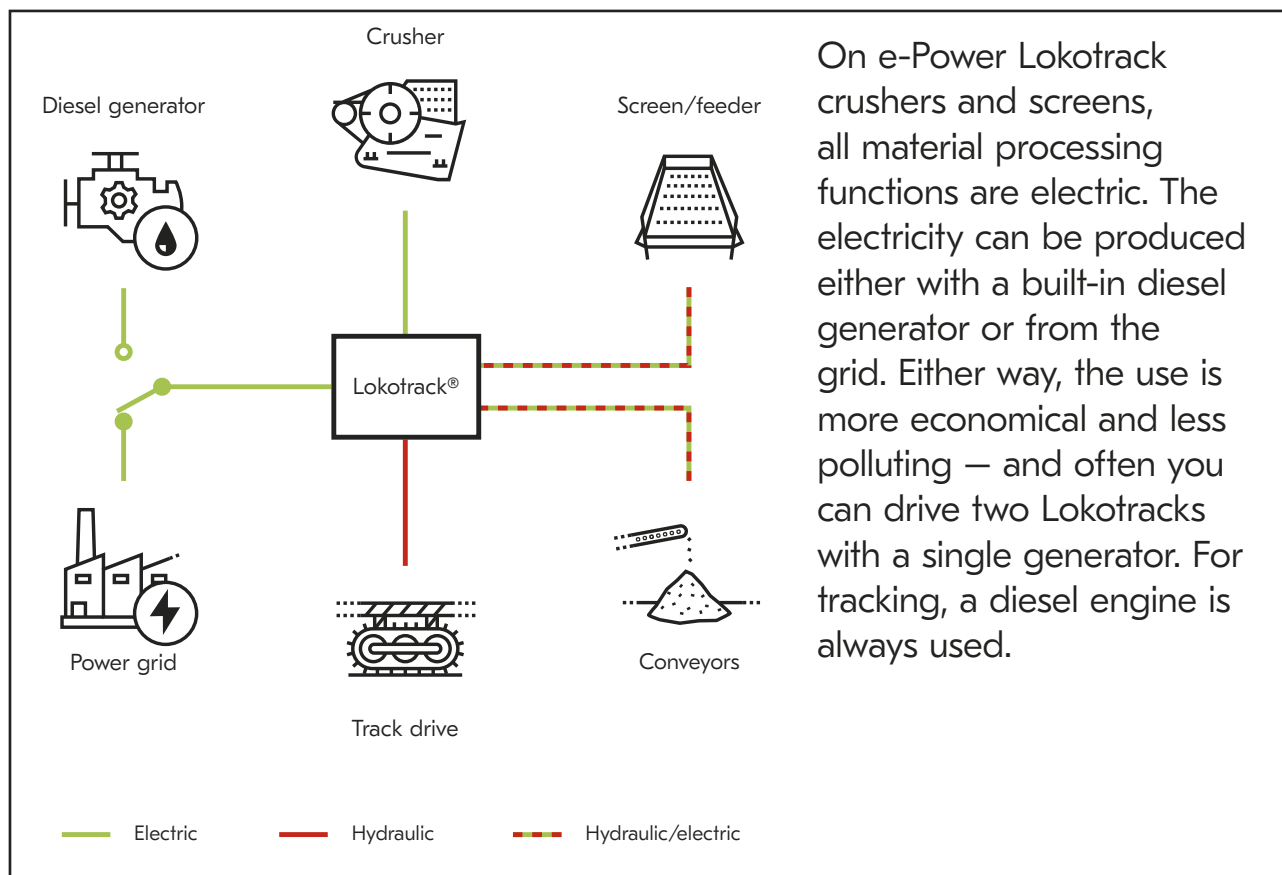 Crusher
Diesel generator
Screen/feeder
Lokotrack®
Power grid
Conveyors
Track drive
Electric
Hydraulic
Hydraulic/electric
On e-Power Lokotrack
crushers and screens,
all material processing
functions are electric. The
electricity can be produced
either with a built-in diesel
generator or from the
grid. Either way, the use is
more economical and less
polluting – and often you
can drive two Lokotracks
with a single generator. For
tracking, a diesel engine is
always used.